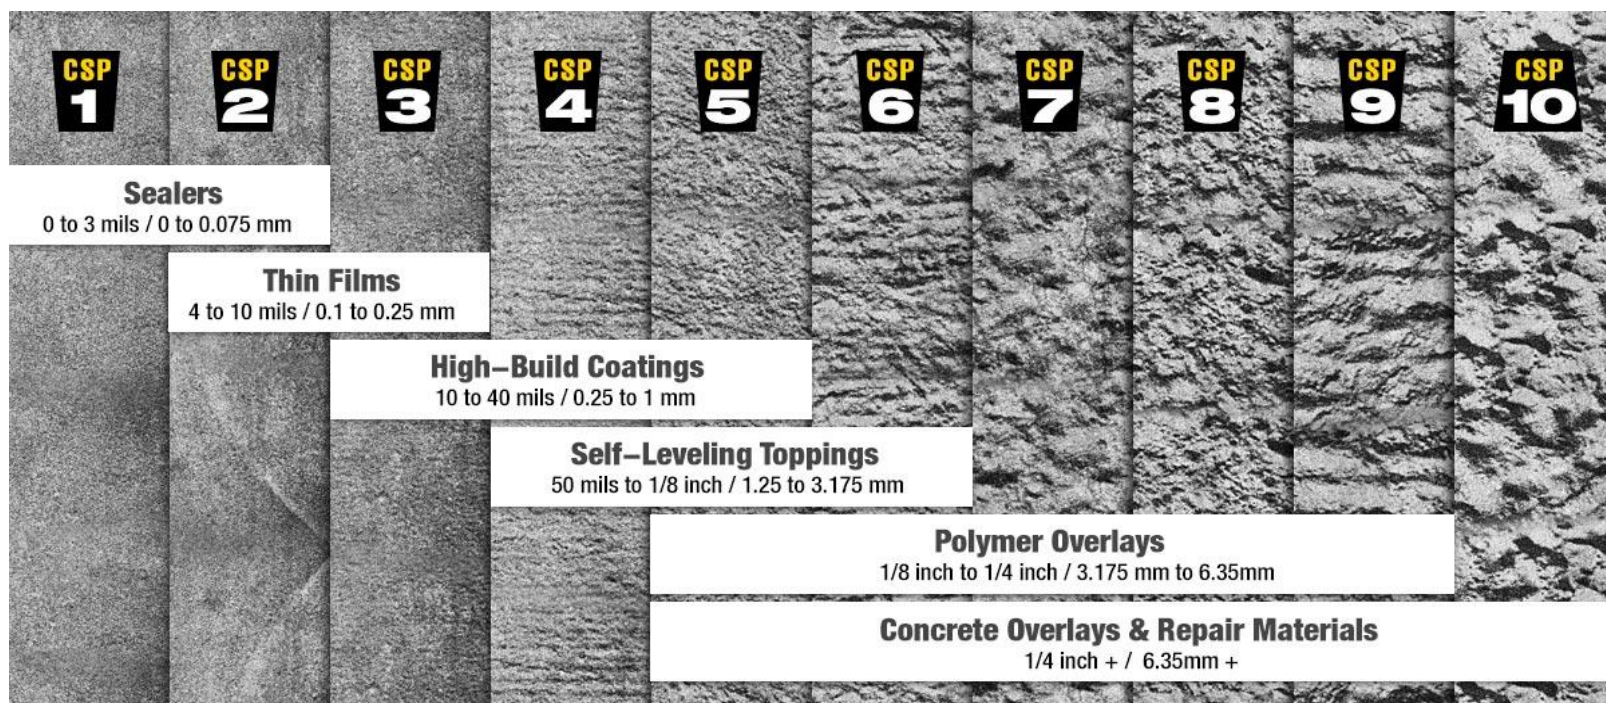 CSP 1
CSP 2
CSP 3
CSP 4
CSP 5
CSP 6
CSP 7
CSP 8
CSP 9
CSP 10
Sealers
0 to 3 mils / 0 to 0.075 mm
Thin Films
4 to 10 mils / 0.1 to 0.25 mm
High–Build Coatings
10 to 40 mils / 0.25 to 1 mm
Self–Leveling Toppings
50 mils to 1/8 inch / 1.25 to 3.175 mm
Polymer Overlays
1/8 inch to 1/4 inch / 3.175 mm to 6.35mm
Concrete Overlays & Repair Materials
1/4 inch + /  6.35mm +